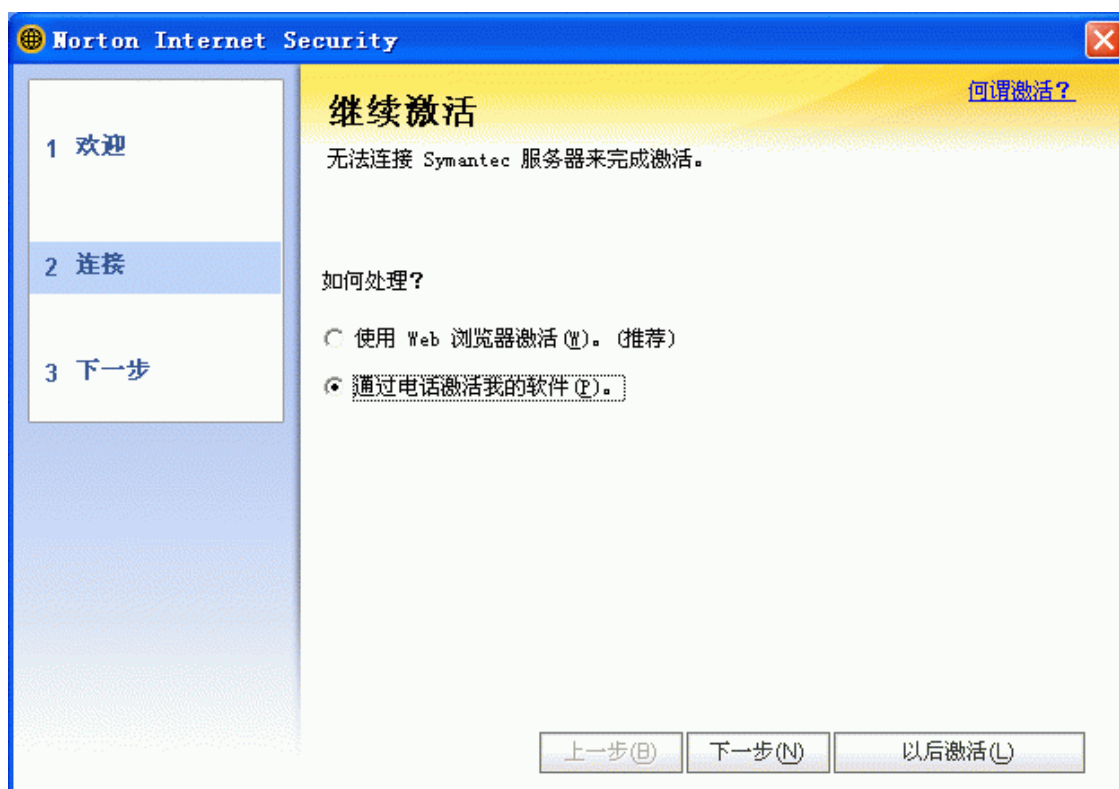 Norton Internet Security
何谓激活？
继续激活
无法连接 Symantec 服务器来完成激活。
1 欢迎
2 连接
3 下一步
如何处理？
使用 Web 浏览器激活(W)。(推荐)
通过电话激活我的软件(P)。
上一步(B)
下一步(N)
以后激活(L)